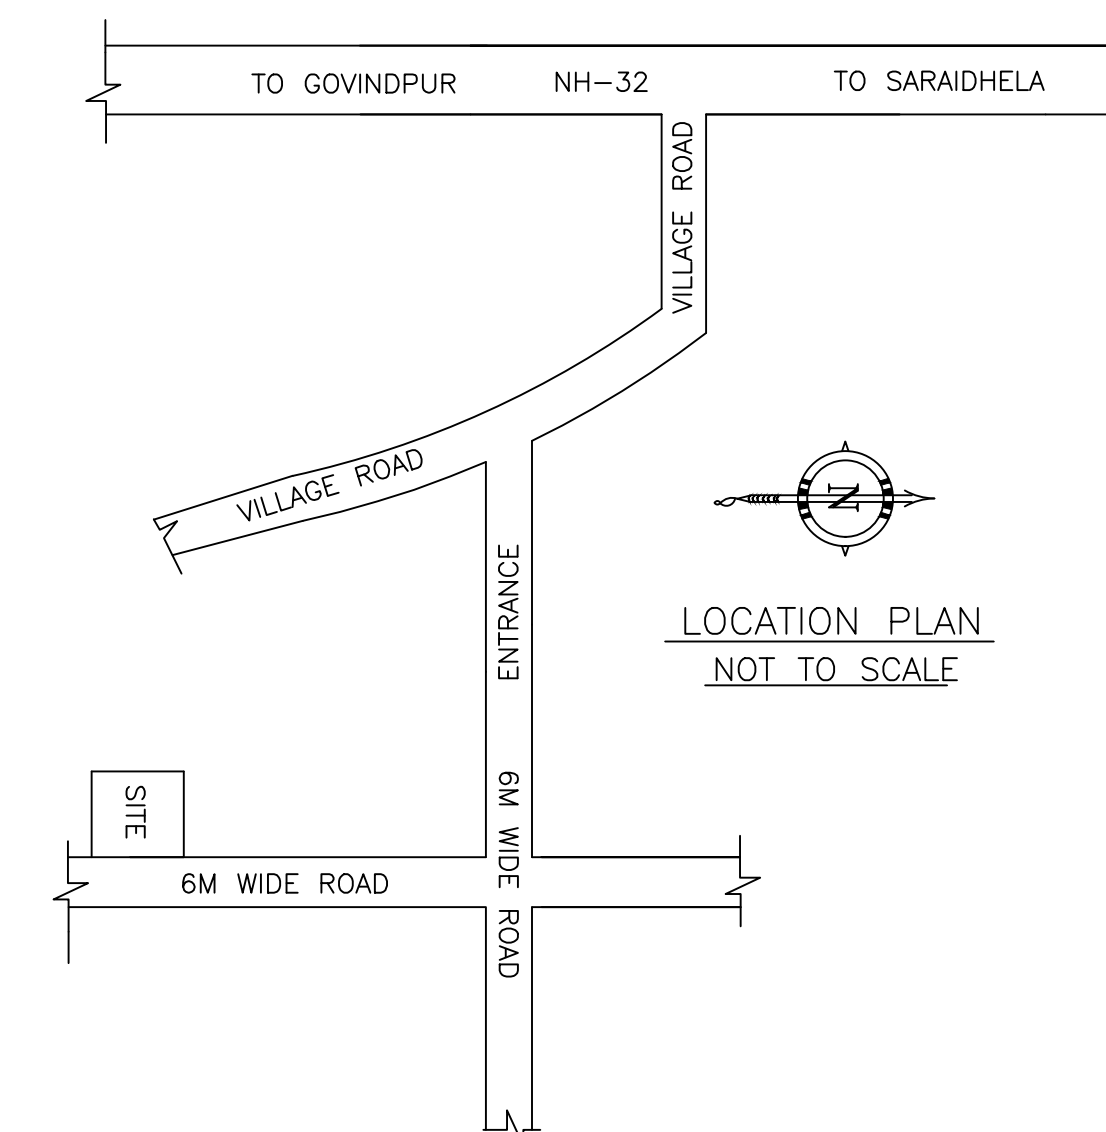 TO GOVINDPUR NH-32 TO SARAIDHELA
VILLAGE ROAD
VILLAGE ROAD
N
ENTRANCE
LOCATION PLAN
NOT TO SCALE
SITE
6M WIDE ROAD
6M WIDE ROAD